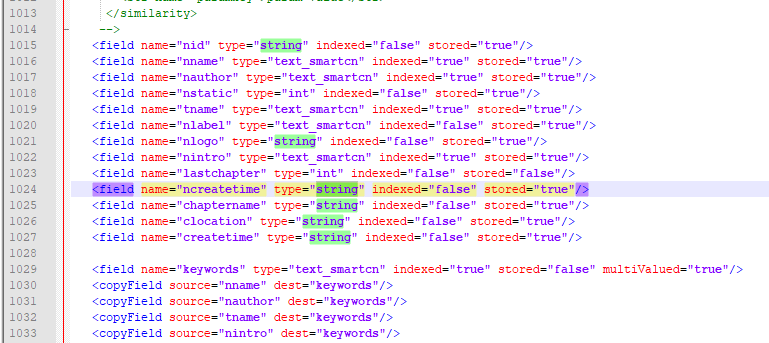 1013 </similarity>
1014 -->
1015 <field name="nid" type="string" indexed="false" stored="true"/>
1016 <field name="nname" type="text_smartcn" indexed="true" stored="true"/>
1017 <field name="nauthor" type="text_smartcn" indexed="true" stored="true"/>
1018 <field name="nstatic" type="int" indexed="false" stored="true"/>
1019 <field name="tname" type="text_smartcn" indexed="true" stored="true"/>
1020 <field name="nlabel" type="text_smartcn" indexed="false" stored="true"/>
1021 <field name="nlogo" type="string" indexed="false" stored="true"/>
1022 <field name="nintro" type="text_smartcn" indexed="true" stored="true"/>
1023 <field name="lastchapter" type="int" indexed="false" stored="false"/>
1024 <field name="ncreatetime" type="string" indexed="false" stored="true"/>
1025 <field name="chaptername" type="string" indexed="false" stored="true"/>
1026 <field name="clocation" type="string" indexed="false" stored="true"/>
1027 <field name="createtime" type="string" indexed="false" stored="true"/>
1028
1029 <field name="keywords" type="text_smartcn" indexed="true" stored="false" multiValued="true"/>
1030 <copyField source="nname" dest="keywords"/>
1031 <copyField source="nauthor" dest="keywords"/>
1032 <copyField source="tname" dest="keywords"/>
1033 <copyField source="nintro" dest="keywords"/>